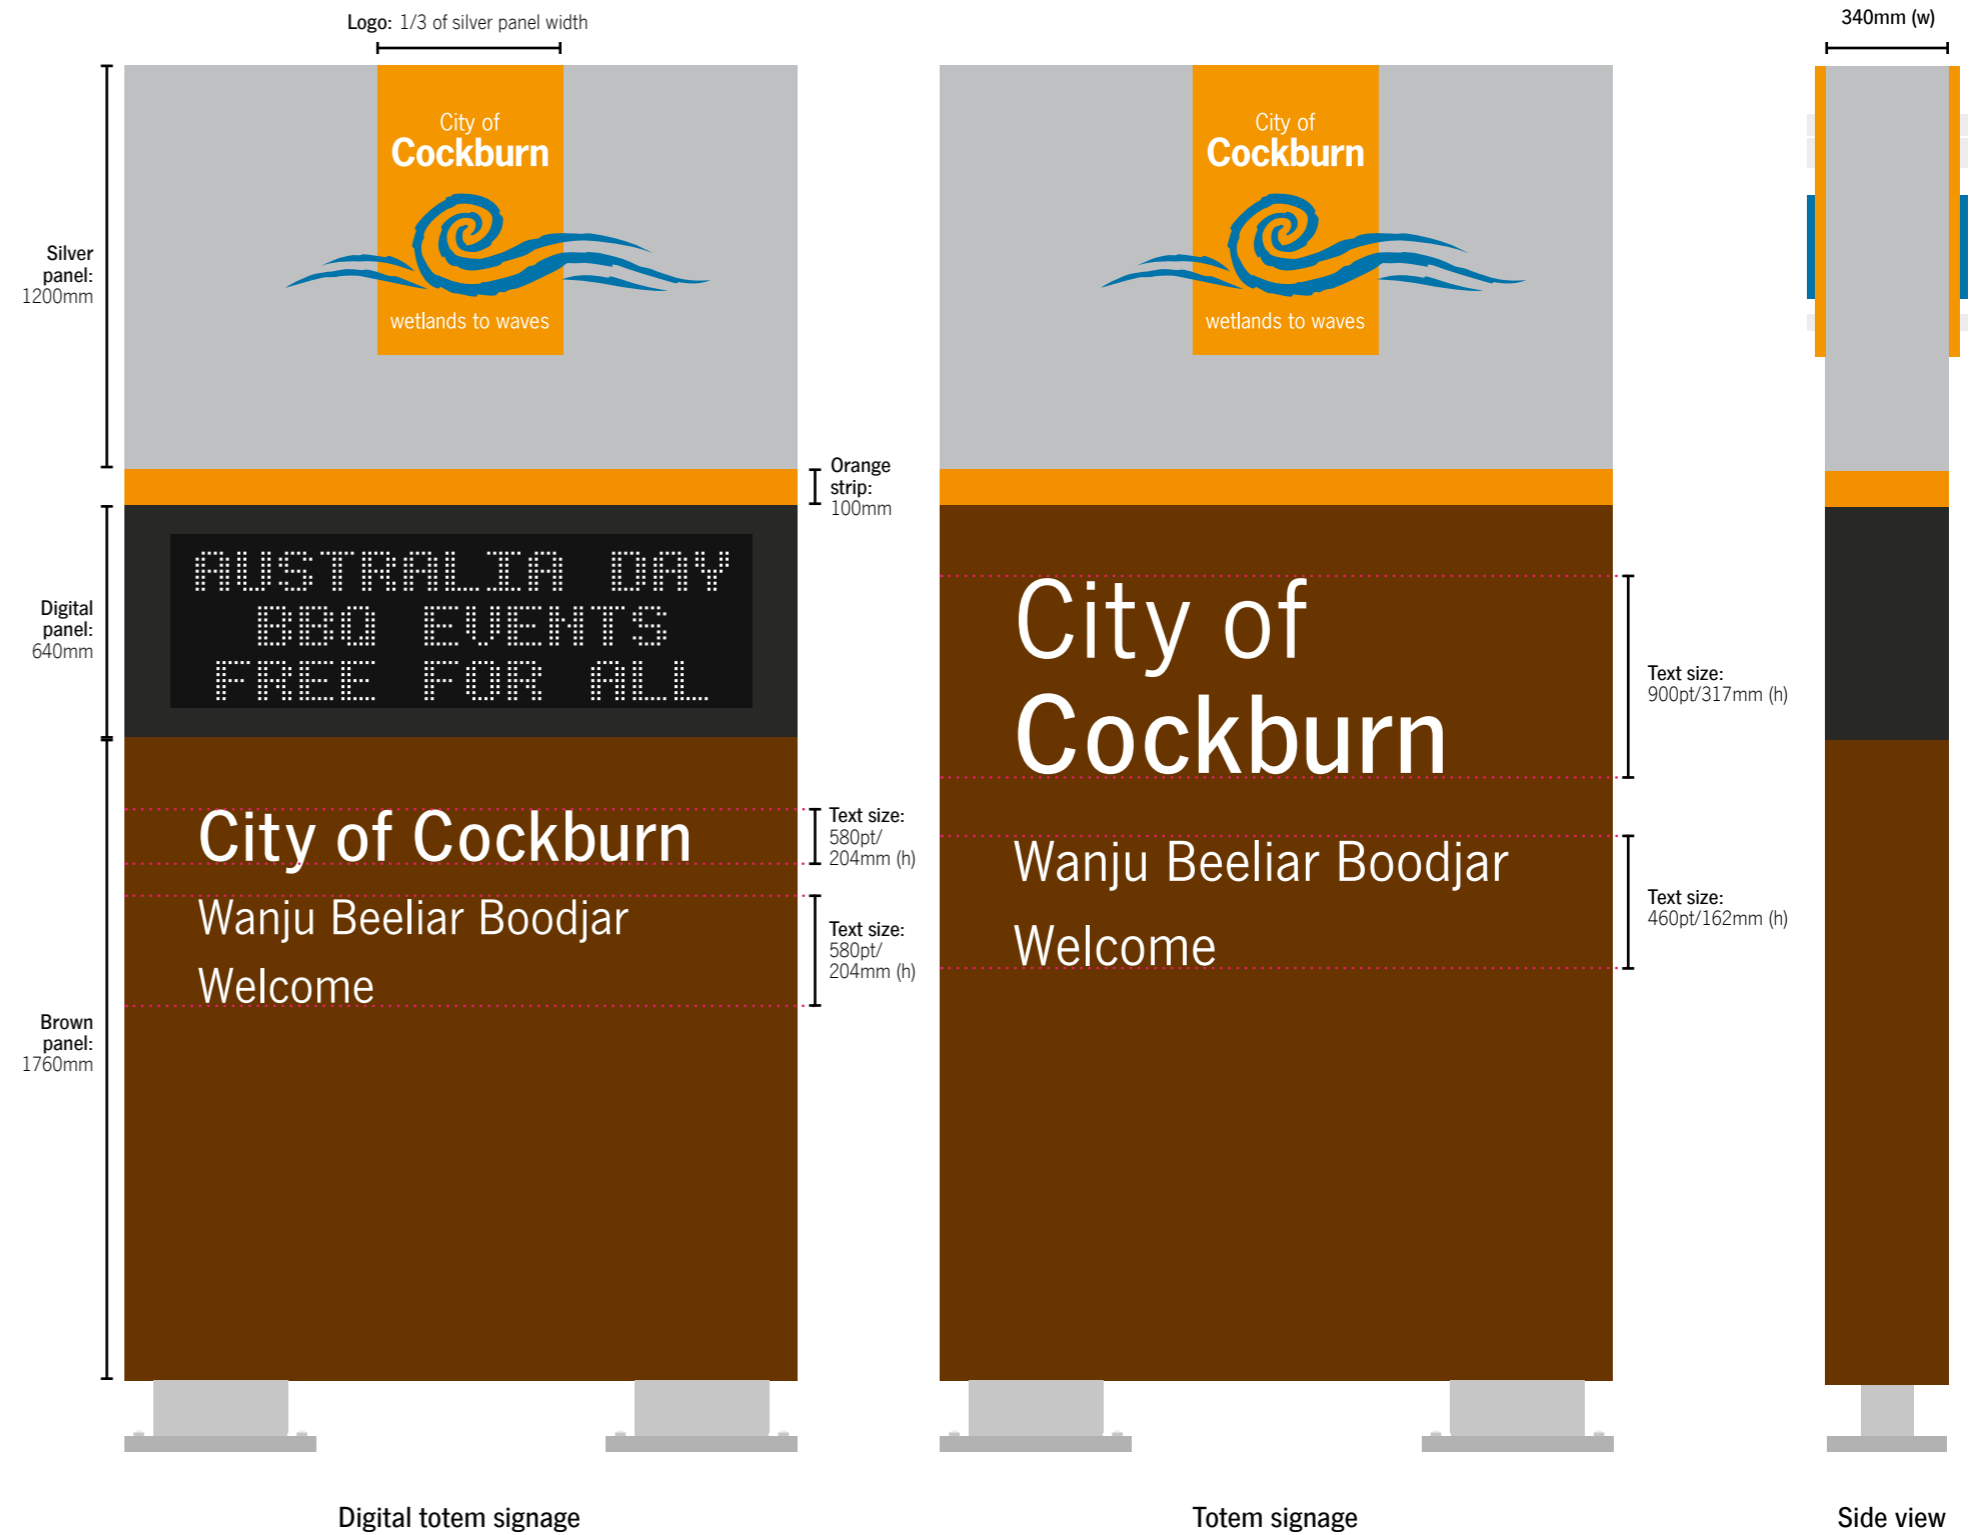 Logo: 1/3 of silver panel width
340mm (w)
City of
Cockburn
wetlands to waves
City of
Cockburn
wetlands to waves
Silver
panel:
1200mm
Orange
strip:
100mm
Digital
panel:
640mm
AUSTRALIA DAY
BBQ EVENTS
FREE FOR ALL
City of
Cockburn
Text size:
900pt/317mm (h)
City of Cockburn
Text size:
580pt/
204mm (h)
Wanju Beeliar Boodjar
Welcome
Text size:
580pt/
204mm (h)
Wanju Beeliar Boodjar
Welcome
Text size:
460pt/162mm (h)
Brown
panel:
1760mm
Digital totem signage
Totem signage
Side view